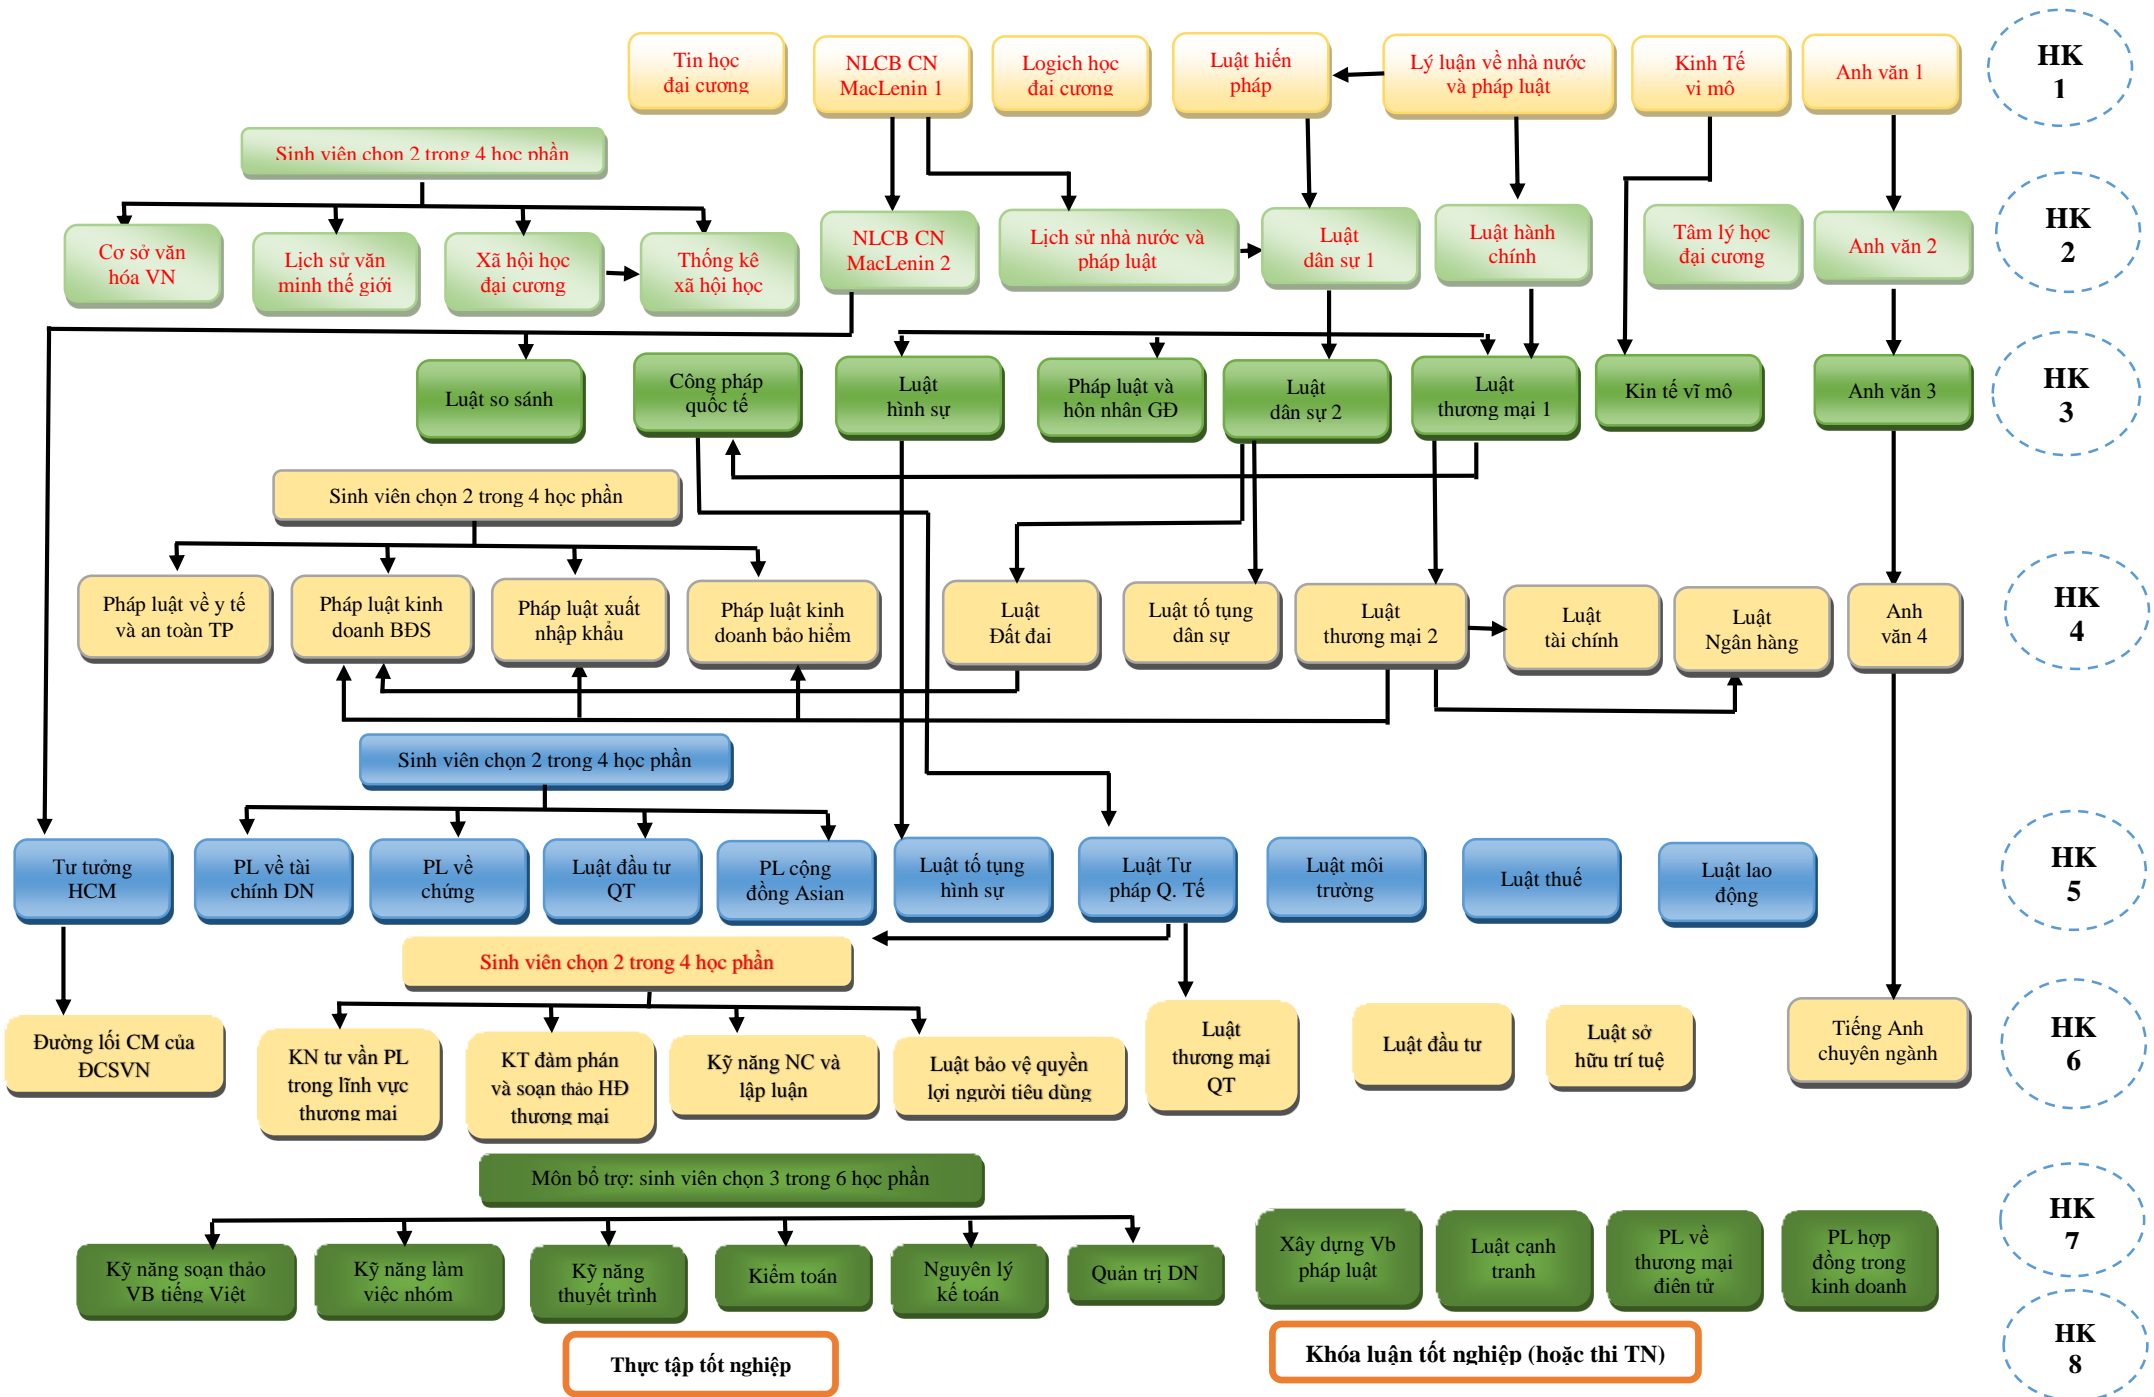 Tin học
đại cương
NLCB CN
MacLenin 1
Logich học
đai cương
Luật hiến
pháp
Lý luận về nhà nước
và pháp luật
Kinh Tế
vi mô
Anh văn 1
HK
1
Sinh viên chon 2 trong 4 hoc phần
Cơ sở văn
hóa VN
Lịch sử văn
minh thế giới
Xã hội học
đại cương
Thống kê
xã hội học
NLCB CN
MacLenin 2
Lịch sử nhà nước và
pháp luật
Luật
dân sự 1
Luật hành
chính
Tâm lý học
đại cương
Anh văn 2
HK
2
Luật so sánh
Công pháp
quốc tế
Luật
hình sự
Pháp luật và
hôn nhân GĐ
Luật
dân sự 2
Luật
thương mại 1
Kin tế vĩ mô
Anh văn 3
HK
3
Sinh viên chọn 2 trong 4 học phần
Pháp luật về y tế
và an toàn TP
Pháp luật kinh
doanh BĐS
Pháp luật xuất
nhập khẩu
Pháp luật kinh
doanh bảo hiểm
Luật
Đất đai
Luật tố tụng
dân sự
Luật
thương mại 2
Luật
tài chính
Luật
Ngân hàng
Anh
văn 4
HK
4
Sinh viên chọn 2 trong 4 học phần
Tư tưởng
HCM
PL về tài
chính DN
PL về
chứng
Luật đầu tư
QT
PL cộng
đồng Asian
Luật tố tụng
hình sự
Luật Tư
pháp Q. Tế
Luật môi
trường
Luật thuế
Luật lao
động
HK
5
Sinh viên chọn 2 trong 4 học phần
Đường lối CM của
ĐCSVN
KN tư vấn PL
trong lĩnh vực
thương mai
KT đàm phán
và soạn thảo HĐ
thương mại
Kỹ năng NC và
lập luận
Luật bảo vệ quyền
lợi người tiêu dùng
Luật
thương mại
QT
Luật đầu tư
Luật sở
hữu trí tuệ
Tiếng Anh
chuyên ngành
HK
6
Môn bổ trợ: sinh viên chọn 3 trong 6 học phần
Kỹ năng soạn thảo
VB tiếng Việt
Kỹ năng làm
việc nhóm
Kỹ năng
thuyết trình
Kiểm toán
Nguyên lý
kế toán
Quản trị DN
Xây dựng Vb
pháp luật
Luật cạnh
tranh
PL về
thương mại
điên tử
PL hợp
đồng trong
kinh doanh
HK
7
Thực tập tốt nghiệp
Khóa luận tốt nghiệp (hoặc thi TN)
HK
8